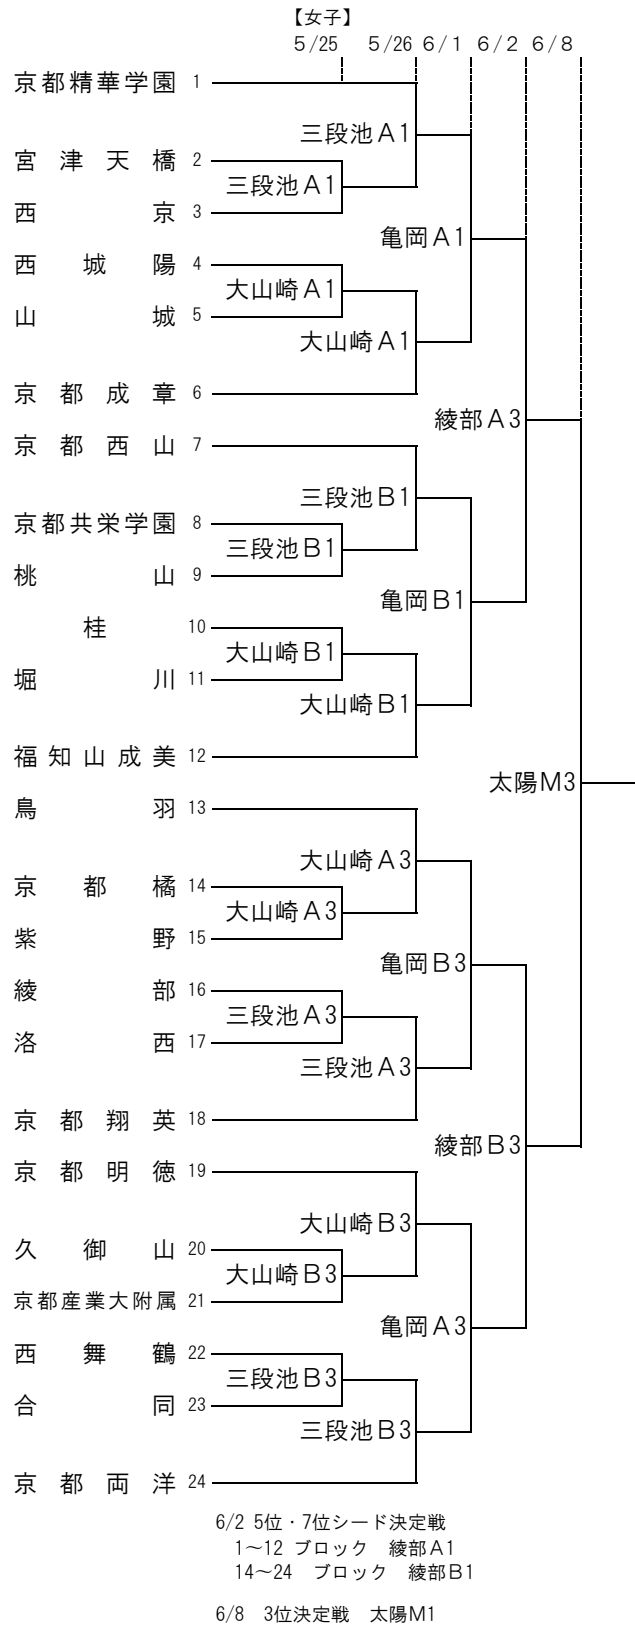 【女子】
5/25 5/26 6/1 6/2 6/8
京都精華学園 1
三段池A1
宮津天橋 2
三段池A1
西京 3
亀岡A1
西城陽 4
大山崎A1
山城 5
大山崎A1
京都成章 6
綾部A3
京都西山 7
三段池B1
京都共栄学園 8
三段池B1
桃山 9
亀岡B1
桂 10
大山崎B1
堀川 11
大山崎B1
福知山成美 12
太陽M3
鳥羽 13
大山崎A3
京都橘 14
大山崎A3
紫野 15
亀岡B3
綾部 16
三段池A3
洛西 17
三段池A3
京都翔英 18
綾部B3
京都明徳 19
大山崎B3
久御山 20
大山崎B3
京都産業大附属 21
亀岡A3
西舞鶴 22
三段池B3
合同 23
三段池B3
京都両洋 24
6/2 5位・7位シード決定戦
1～12 ブロック 綾部A1
14～24 ブロック 綾部B1
6/8 3位決定戦 太陽M1